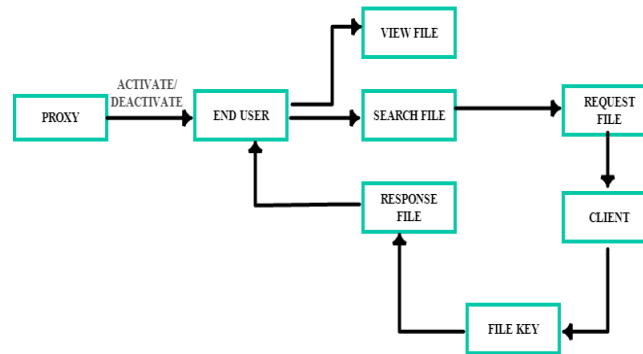 VIEW FILE
ACTIVATE/
DEACTIVATE
PROXY
END USER
SEARCH FILE
REQUEST
FILE
RESPONSE
FILE
CLIENT
FILE KEY